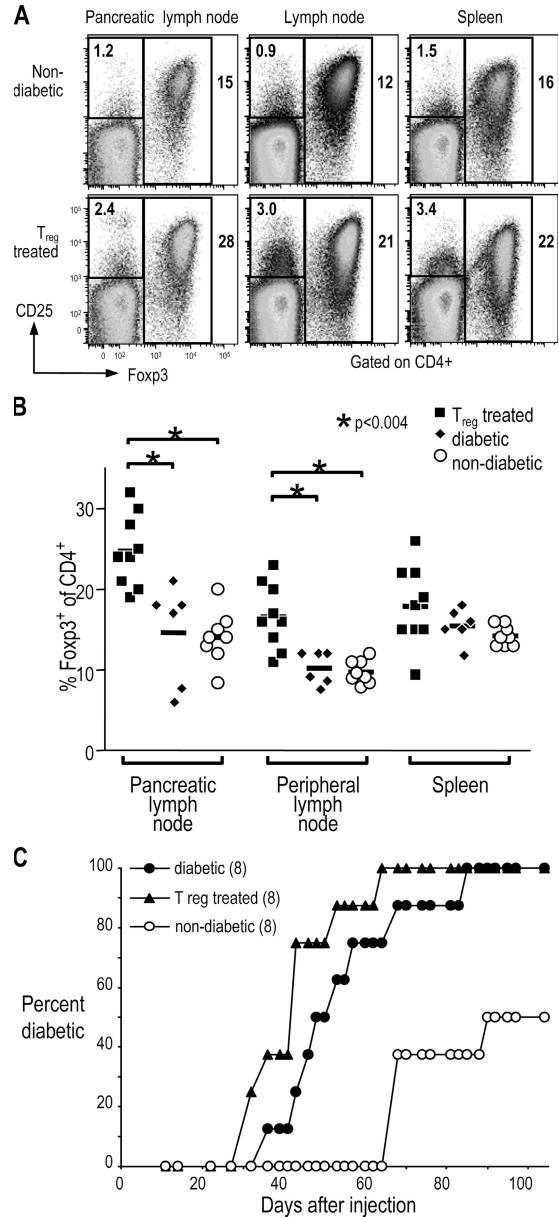 A
Pancreatic lymph node Lymph node Spleen
Non-
diabetic
1.2 15 0.9 12 1.5 16
T_reg
treated
2.4 28 3.0 21 3.4 22
10^5
10^4
10^3
10^2
0
CD25
0 10^2 10^4 10^6
Foxp3
Gated on CD4+
B
* p<0.004
T_reg treated
diabetic
non-diabetic
* *
* *
% Foxp3^+ of CD4^+
30
20
10
0
Pancreatic
lymph
node
Peripheral
lymph
node
Spleen
C
diabetic (8)
T reg treated (8)
non-diabetic (8)
Percent
diabetic
100
80
60
40
20
0
0 20 40 60 80 100
Days after injection